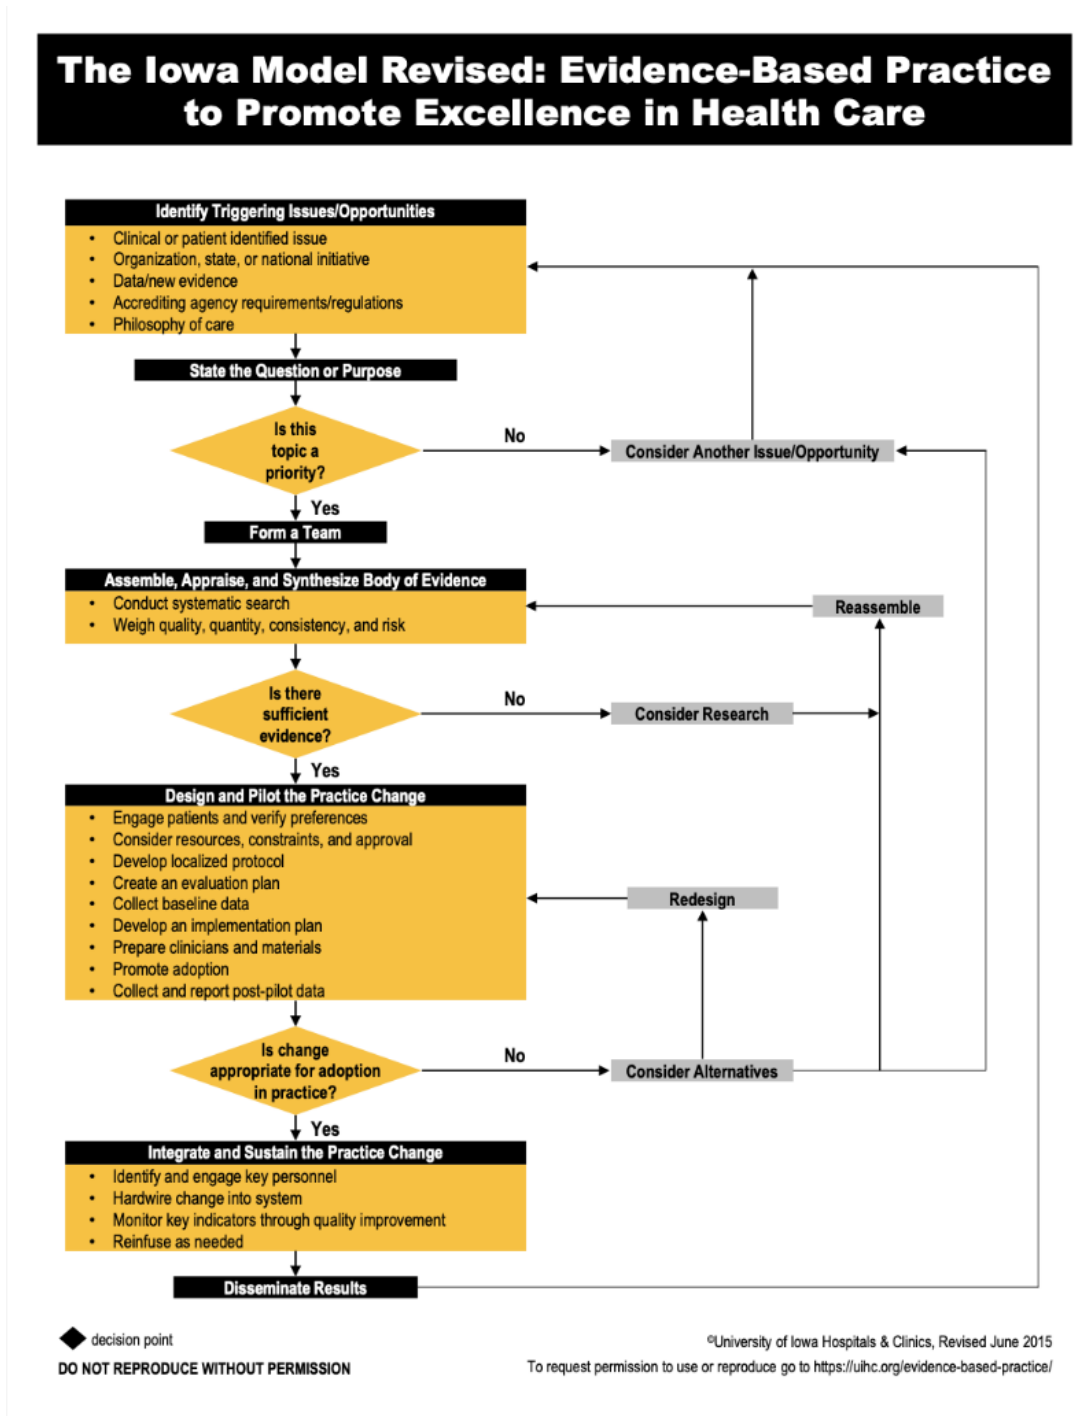 The Iowa Model Revised: Evidence-Based Practice
to Promote Excellence in Health Care
Identify Triggering Issues/Opportunities
• Clinical or patient identified issue
• Organization, state, or national initiative
• Data/new evidence
• Accrediting agency requirements/regulations
• Philosophy of care
State the Question or Purpose
Is this
topic a
priority?
No
Consider Another Issue/Opportunity
Yes
Form a Team
Assemble, Appraise, and Synthesize Body of Evidence
• Conduct systematic search
• Weigh quality, quantity, consistency, and risk
Reassemble
Is there
sufficient
evidence?
No
Consider Research
Yes
Design and Pilot the Practice Change
• Engage patients and verify preferences
• Consider resources, constraints, and approval
• Develop localized protocol
• Create an evaluation plan
• Collect baseline data
• Develop an implementation plan
• Prepare clinicians and materials
• Promote adoption
• Collect and report post-pilot data
Redesign
Is change
appropriate for adoption
in practice?
No
Consider Alternatives
Yes
Integrate and Sustain the Practice Change
• Identify and engage key personnel
• Hardwire change into system
• Monitor key indicators through quality improvement
• Reinfuse as needed
Disseminate Results
decision point
DO NOT REPRODUCE WITHOUT PERMISSION
©University of Iowa Hospitals & Clinics, Revised June 2015
To request permission to use or reproduce go to https://uihc.org/evidence-based-practice/